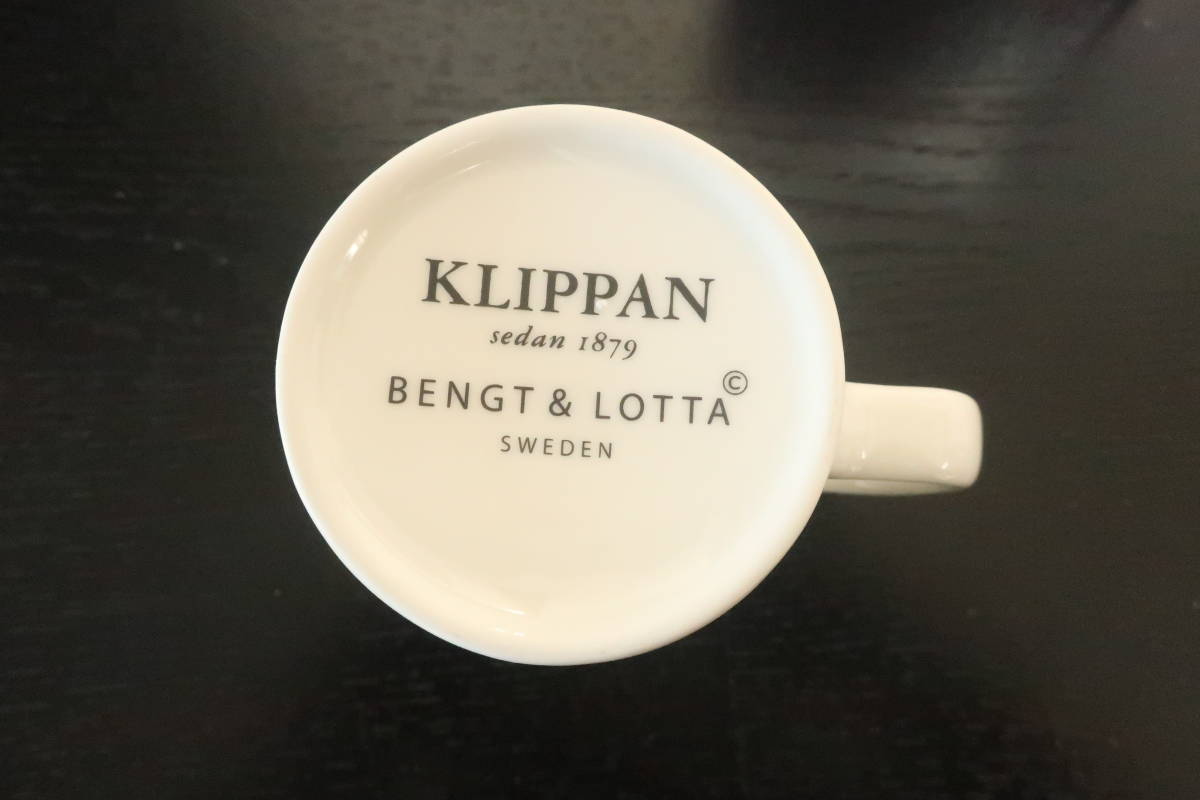 KLIPPAN
sedan 1879
BENGT & LOTTA©
SWEDEN